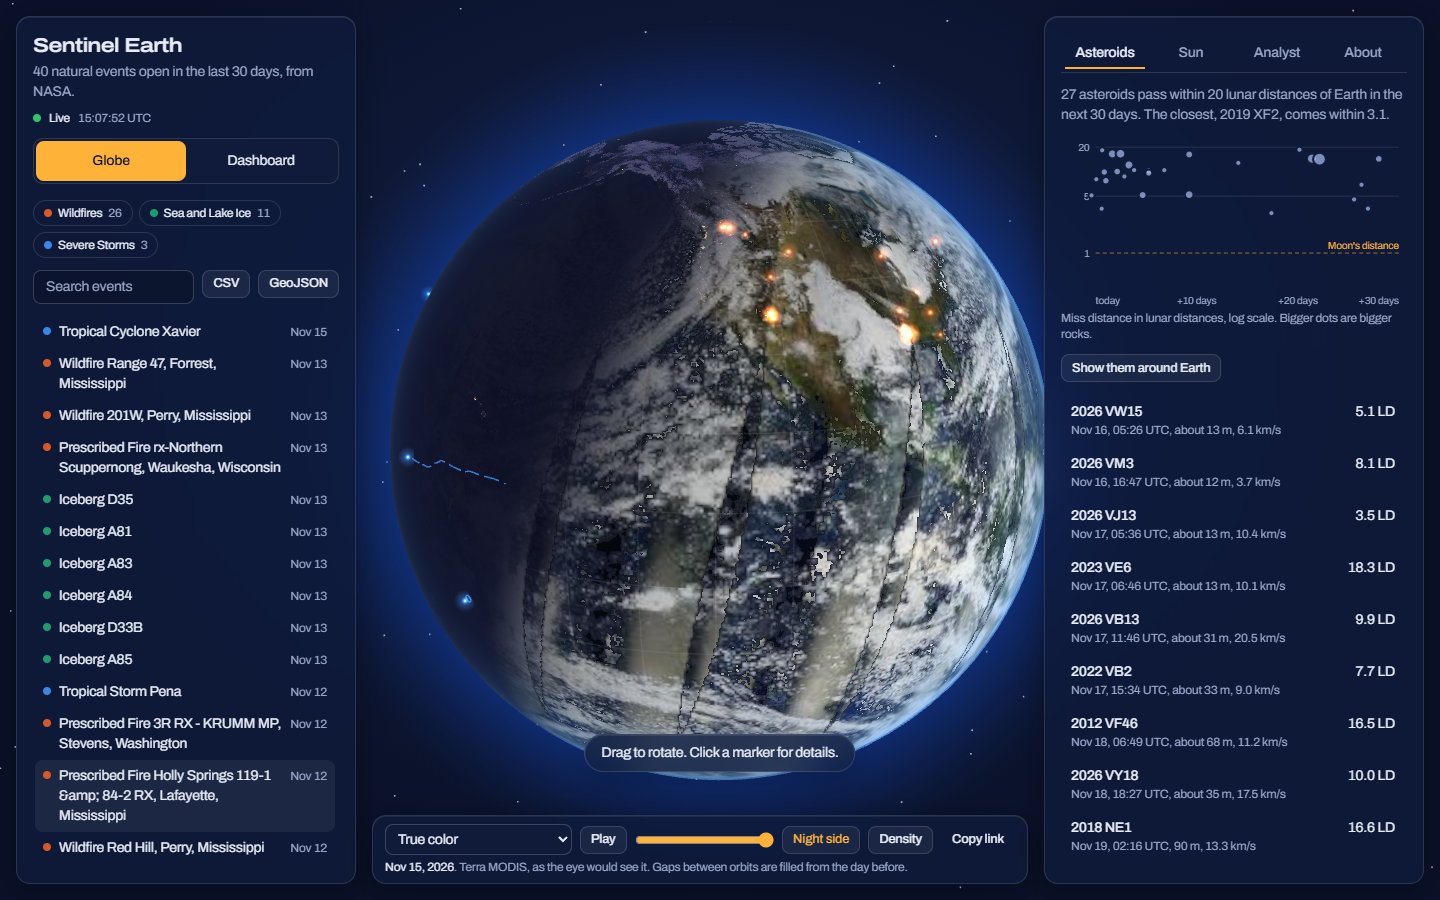 Sentinel Earth
40 natural events open in the last 30 days, from
NASA.
Live 15:07:52 UTC
Globe Dashboard
Wildfires 26 Sea and Lake Ice 11
Severe Storms 3
Search events CSV GeoJSON
Tropical Cyclone Xavier Nov 15
Wildfire Range 47, Forrest, Nov 13
Mississippi
Wildfire 201W, Perry, Mississippi Nov 13
Prescribed Fire rx-Northern Nov 13
Scuppernong, Waukesha, Wisconsin
Iceberg D35 Nov 13
Iceberg A81 Nov 13
Iceberg A83 Nov 13
Iceberg A84 Nov 13
Iceberg D33B Nov 13
Iceberg A85 Nov 13
Tropical Storm Pena Nov 12
Prescribed Fire 3R RX - KRUMM MP, Nov 12
Stevens, Washington
Prescribed Fire Holly Springs 119-1 Nov 12
&amp; 84-2 RX, Lafayette,
Mississippi
Wildfire Red Hill, Perry, Mississippi Nov 12
Drag to rotate. Click a marker for details.
True color Play Night side Density Copy link
Nov 15, 2026. Terra MODIS, as the eye would see it. Gaps between orbits are filled from the day before.
Asteroids Sun Analyst About
27 asteroids pass within 20 lunar distances of Earth in the
next 30 days. The closest, 2019 XF2, comes within 3.1.
20
5
Moon's distance
1
today +10 days +20 days +30 days
Miss distance in lunar distances, log scale. Bigger dots are bigger
rocks.
Show them around Earth
2026 VW15 5.1 LD
Nov 16, 05:26 UTC, about 13 m, 6.1 km/s
2026 VM3 8.1 LD
Nov 16, 16:47 UTC, about 12 m, 3.7 km/s
2026 VJ13 3.5 LD
Nov 17, 05:36 UTC, about 13 m, 10.4 km/s
2023 VE6 18.3 LD
Nov 17, 06:46 UTC, about 13 m, 10.1 km/s
2026 VB13 9.9 LD
Nov 17, 11:46 UTC, about 31 m, 20.5 km/s
2022 VB2 7.7 LD
Nov 17, 15:34 UTC, about 33 m, 9.0 km/s
2012 VF46 16.5 LD
Nov 18, 06:49 UTC, about 68 m, 11.2 km/s
2026 VY18 10.0 LD
Nov 18, 18:27 UTC, about 35 m, 17.5 km/s
2018 NE1 16.6 LD
Nov 19, 02:16 UTC, 90 m, 13.3 km/s